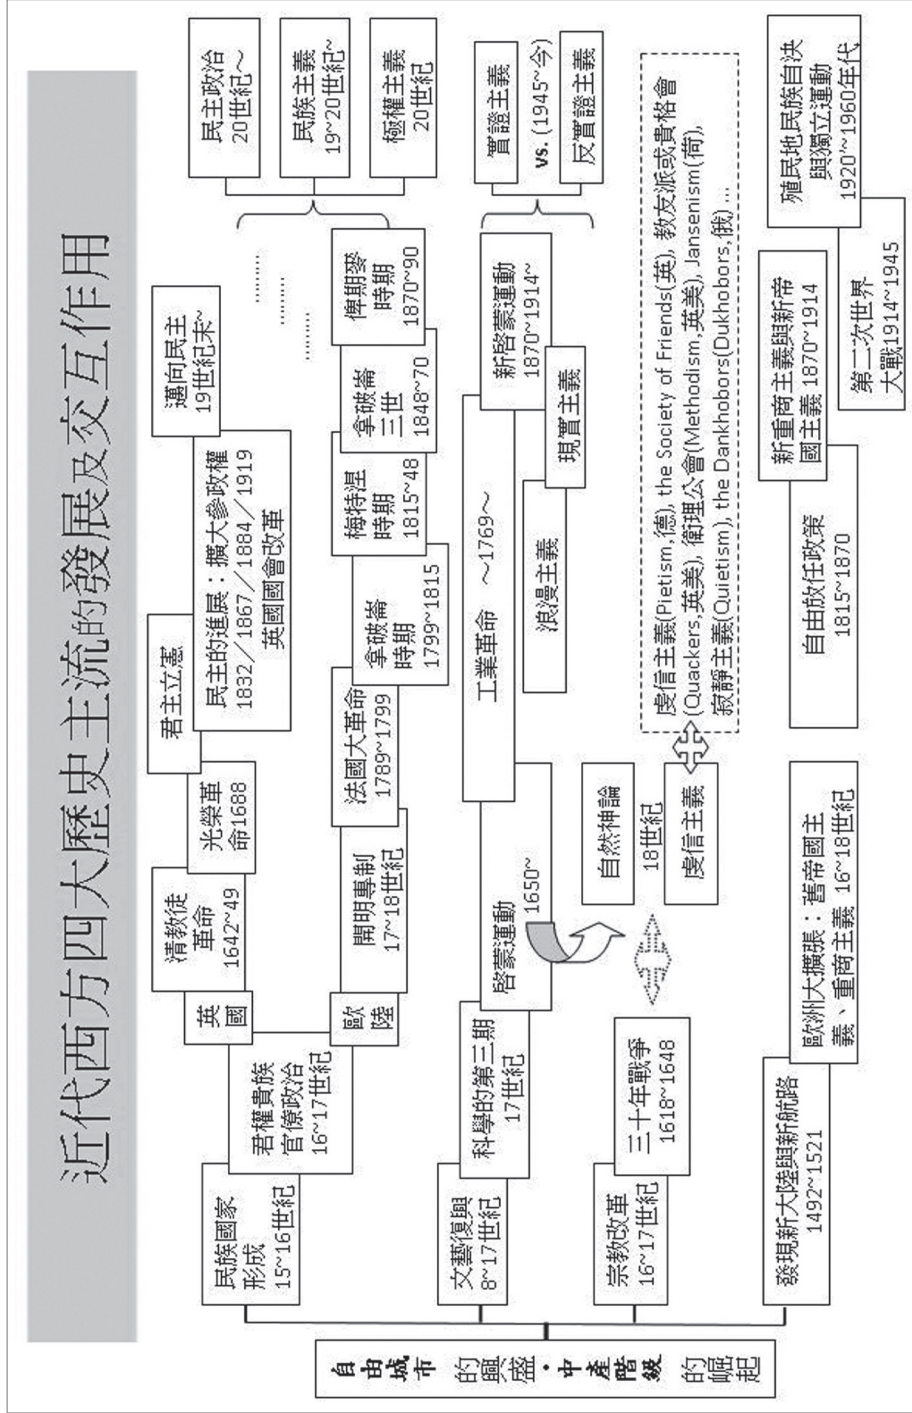 近代西方四大歷史主流的發展及交互作用
自由城市
的興盛・中產階級
的崛起
民族國家
形成
15~16世紀
君權貴族
官僚政治
16~17世紀
英
國
清教徒
革命
1642~49
光榮革
命1688
君主立憲
民主的進展：擴大參政權
1832／1867／1884／1919
英國國會改革
邁向民主
19世紀末~
歐
陸
開明專制
17~18世紀
法國大革命
1789~1799
拿破崙
時期
1799~1815
梅特涅
時期
1815~48
拿破崙
三世
1848~70
俾斯麥
時期
1870~90
………
………
民主政治
20世紀~
民族主義
19~20世紀~
極權主義
20世紀
文藝復興
8~17世紀
科學的第三期
17世紀
啓蒙運動
1650~
工業革命 ~1769~
浪漫主義
現實主義
新啓蒙運動
1870~1914~
實證主義
vs. (1945~今)
反實證主義
宗教改革
16~17世紀
三十年戰爭
1618~1648
自然神論
18世紀
虔信主義
虔信主義(Pietism,德), the Society of Friends(英), 教友派或貴格會
(Quackers,英美), 衛理公會(Methodism,英美), Jansenism(荷),
寂靜主義(Quietism), the Dankhobors(Dukhobors,俄) ...
發現新大陸與新航路
1492~1521
歐洲大擴張：舊帝國主
義、重商主義 16~18世紀
自由放任政策
1815~1870
新重商主義與新帝
國主義 1870~1914
第二次世界
大戰1914~1945
殖民地民族自決
與獨立運動
1920'~1960年代